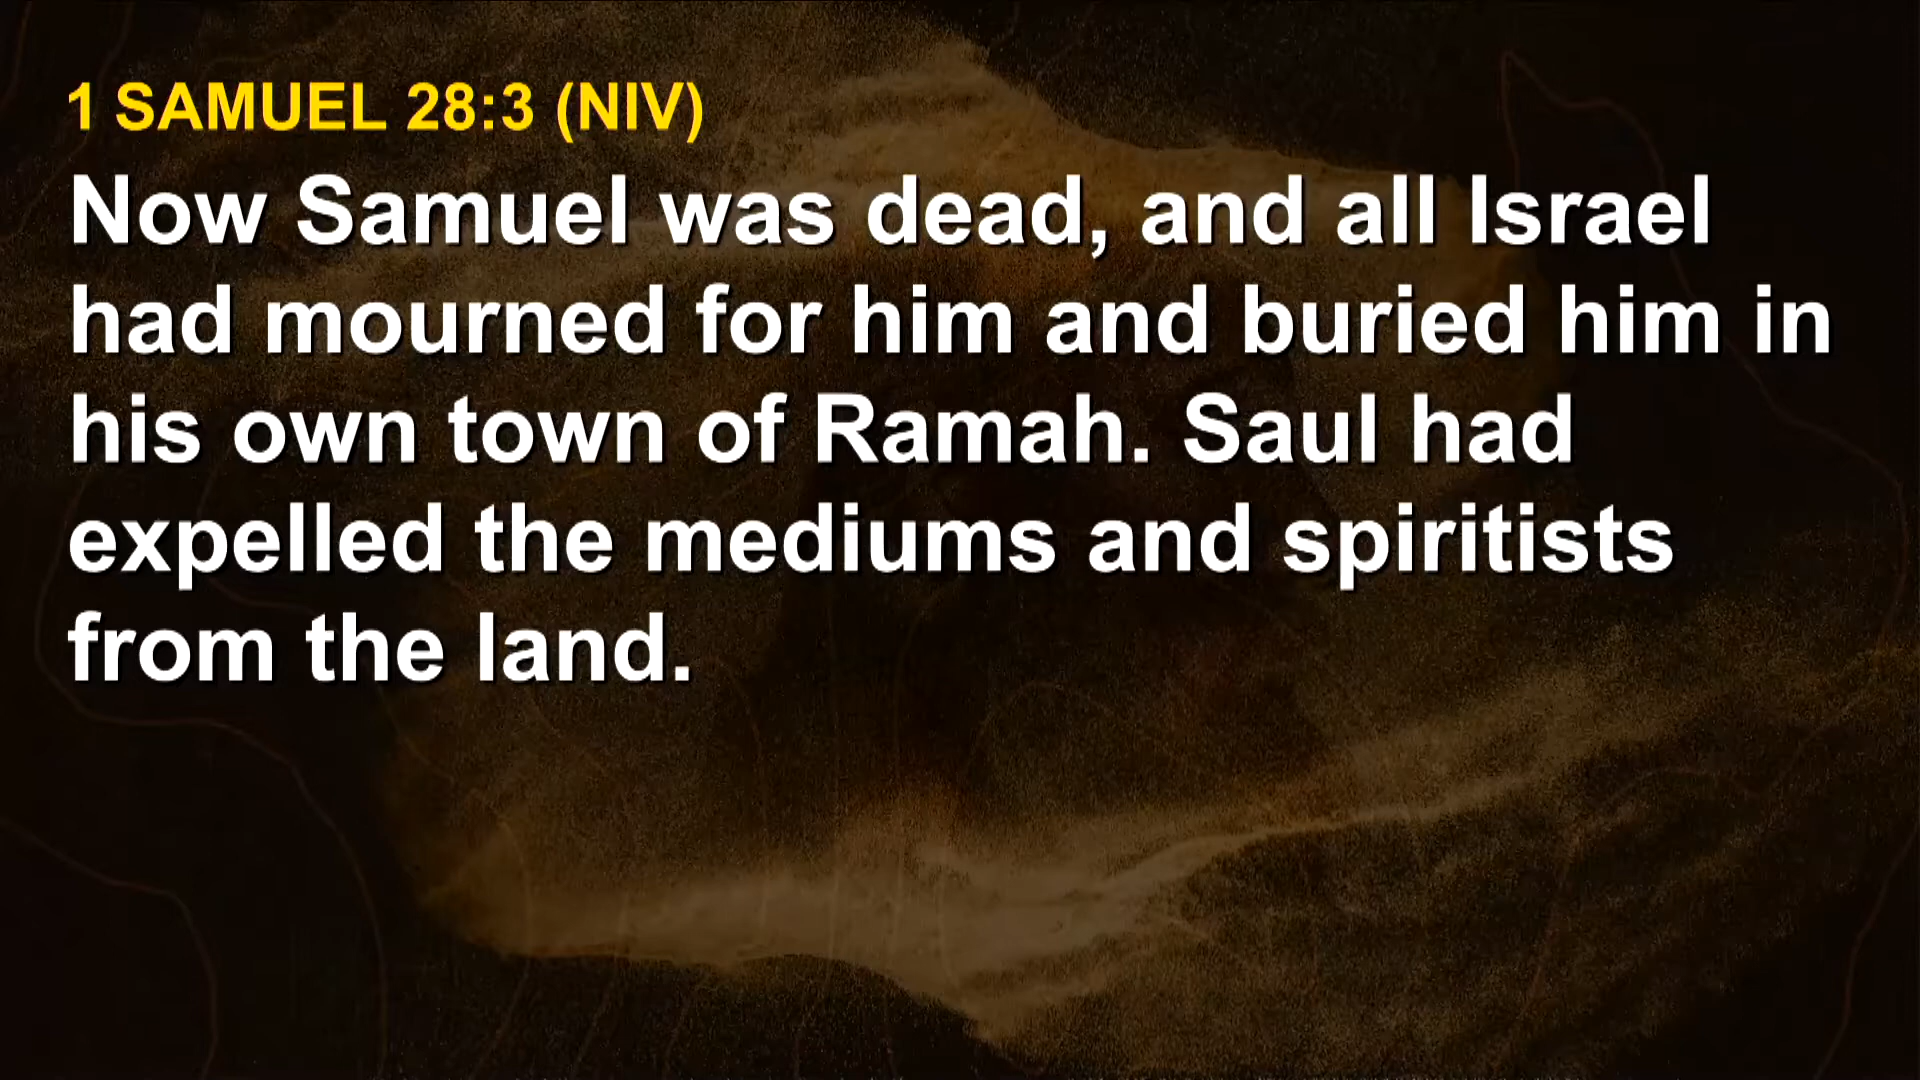 1 SAMUEL 28:3 (NIV)
Now Samuel was dead, and all Israel
had mourned for him and buried him in
his own town of Ramah. Saul had
expelled the mediums and spiritists
from the land.